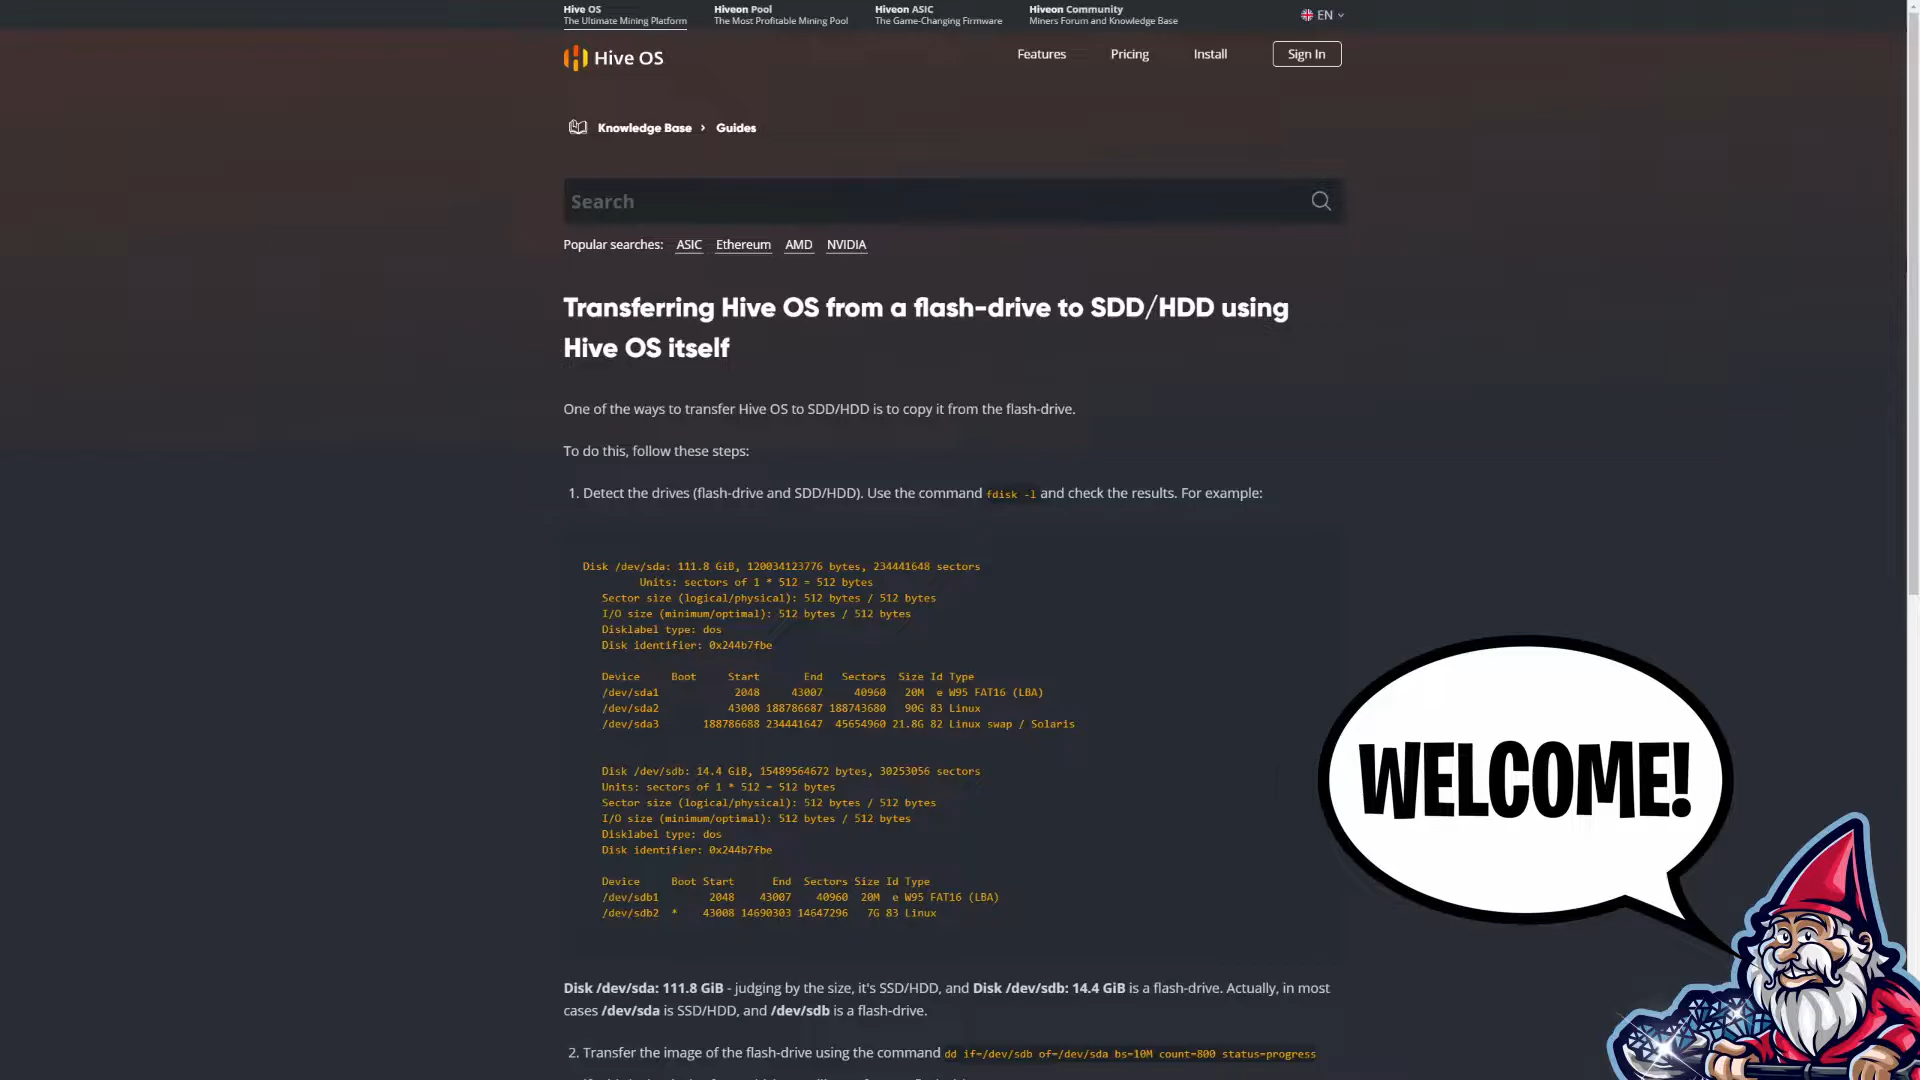 Hive OS
The Ultimate Mining Platform
Hiveon Pool
The Most Profitable Mining Pool
Hiveon ASIC
The Game-Changing Firmware
Hiveon Community
Miners Forum and Knowledge Base
EN
Hive OS
Features
Pricing
Install
Sign In
Knowledge Base › Guides
Search
Popular searches: ASIC Ethereum AMD NVIDIA
Transferring Hive OS from a flash-drive to SDD/HDD using
Hive OS itself
One of the ways to transfer Hive OS to SDD/HDD is to copy it from the flash-drive.
To do this, follow these steps:
1. Detect the drives (flash-drive and SDD/HDD). Use the command fdisk -l and check the results. For example:
Disk /dev/sda: 111.8 GiB, 120034123776 bytes, 234441648 sectors
Units: sectors of 1 * 512 = 512 bytes
Sector size (logical/physical): 512 bytes / 512 bytes
I/O size (minimum/optimal): 512 bytes / 512 bytes
Disklabel type: dos
Disk identifier: 0x244b7fbe
Device Boot Start End Sectors Size Id Type
/dev/sda1 2048 43007 40960 20M e W95 FAT16 (LBA)
/dev/sda2 43008 188786687 188743680 90G 83 Linux
/dev/sda3 188786688 234441647 45654960 21.8G 82 Linux swap / Solaris
Disk /dev/sdb: 14.4 GiB, 15489564672 bytes, 30253056 sectors
Units: sectors of 1 * 512 = 512 bytes
Sector size (logical/physical): 512 bytes / 512 bytes
I/O size (minimum/optimal): 512 bytes / 512 bytes
Disklabel type: dos
Disk identifier: 0x244b7fbe
Device Boot Start End Sectors Size Id Type
/dev/sdb1 2048 43007 40960 20M e W95 FAT16 (LBA)
/dev/sdb2 * 43008 14690303 14647296 7G 83 Linux
WELCOME!
Disk /dev/sda: 111.8 GiB - judging by the size, it's SSD/HDD, and Disk /dev/sdb: 14.4 GiB is a flash-drive. Actually, in most
cases /dev/sda is SSD/HDD, and /dev/sdb is a flash-drive.
2. Transfer the image of the flash-drive using the command dd if=/dev/sdb of=/dev/sda bs=10M count=800 status=progress